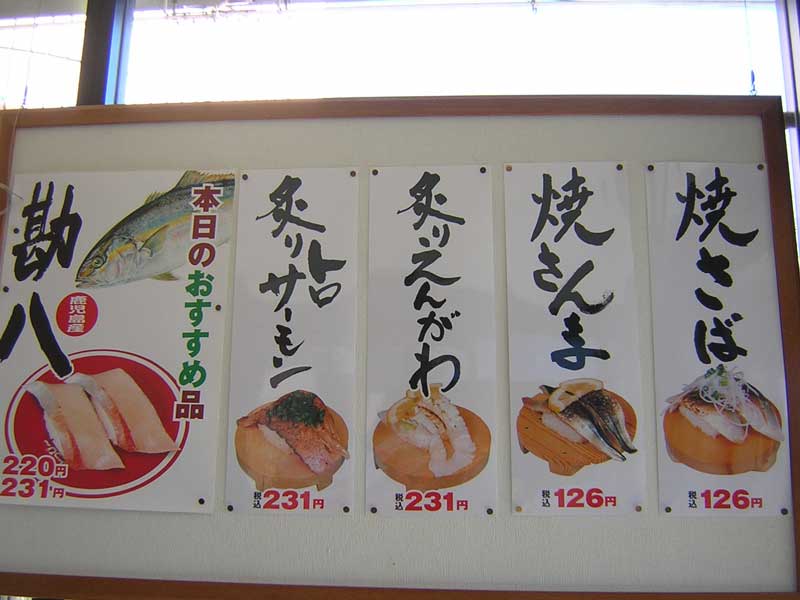 本日のおすすめ品
勘八
鹿児島産
220円
231円
炙りトロサーモン
税込231円
炙りえんがわ
税込231円
焼さんま
税込126円
焼さば
税込126円